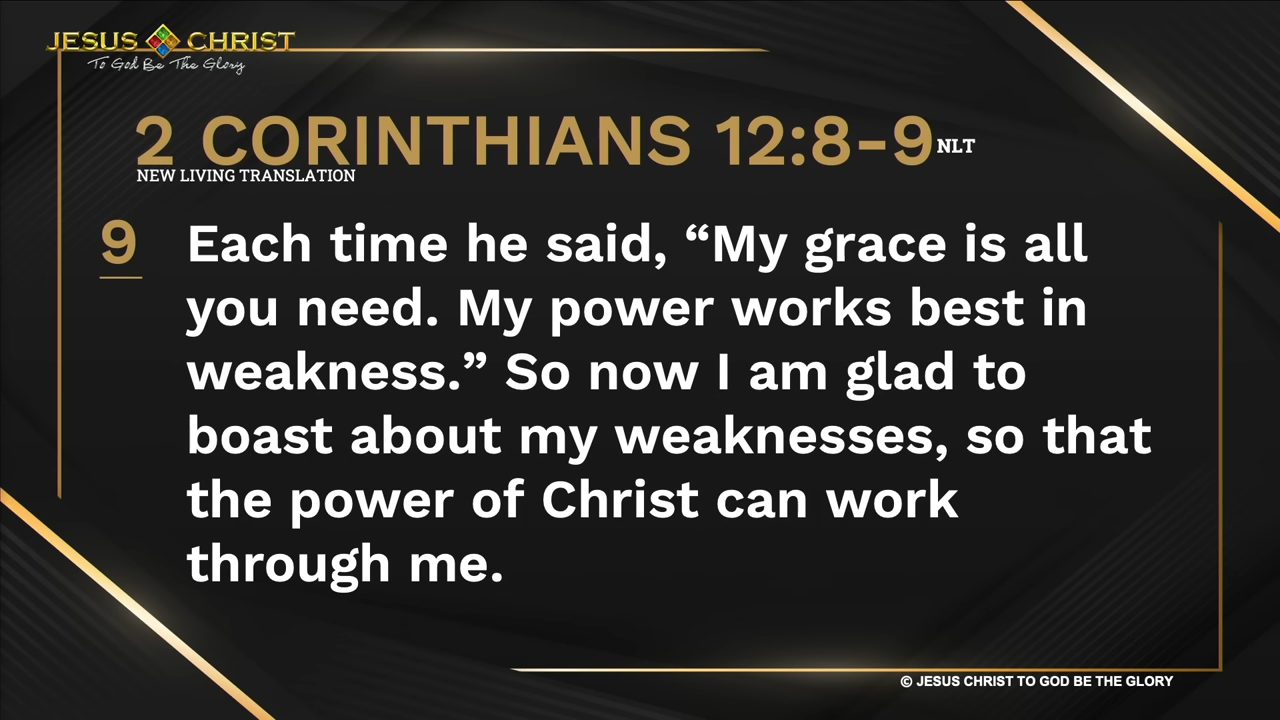 JESUS CHRIST
To God Be The Glory
2 CORINTHIANS 12:8-9 NLT
NEW LIVING TRANSLATION
9 Each time he said, “My grace is all
you need. My power works best in
weakness.” So now I am glad to
boast about my weaknesses, so that
the power of Christ can work
through me.
© JESUS CHRIST TO GOD BE THE GLORY